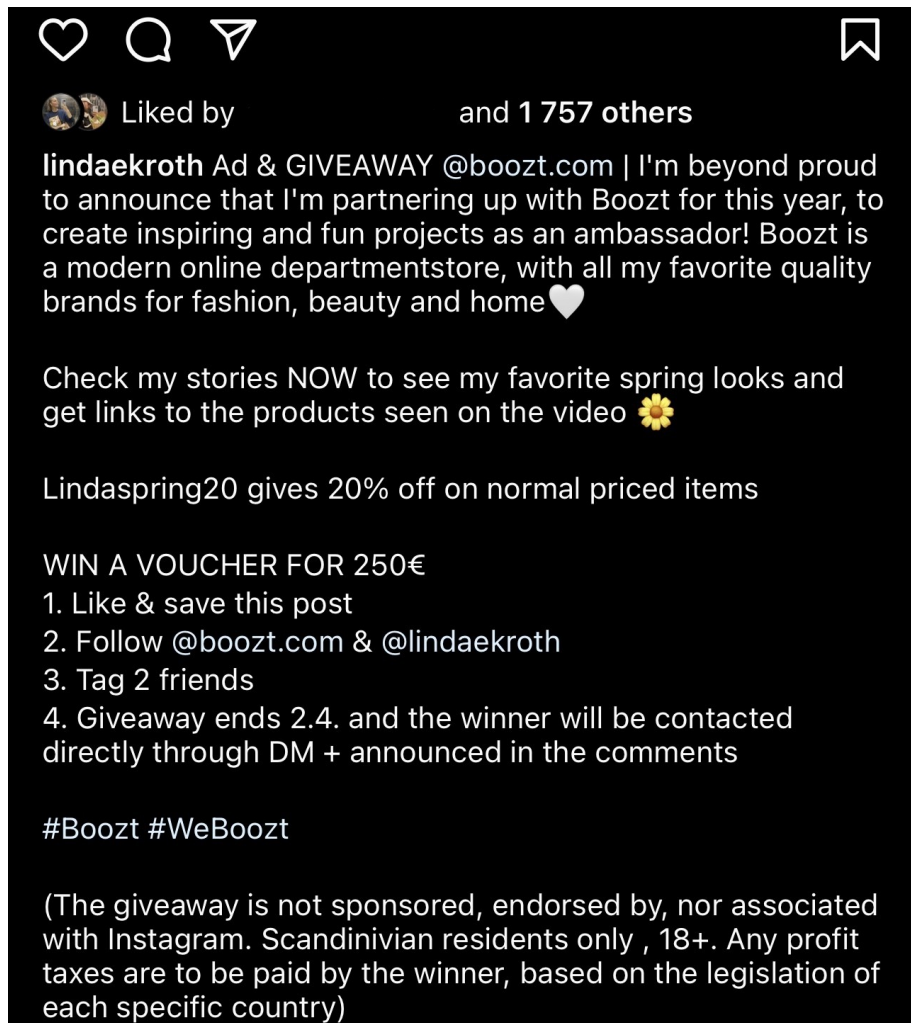 Liked by and 1 757 others
lindaekroth Ad & GIVEAWAY @boozt.com | I'm beyond proud
to announce that I'm partnering up with Boozt for this year, to
create inspiring and fun projects as an ambassador! Boozt is
a modern online departmentstore, with all my favorite quality
brands for fashion, beauty and home🤍
Check my stories NOW to see my favorite spring looks and
get links to the products seen on the video 🌼
Lindaspring20 gives 20% off on normal priced items
WIN A VOUCHER FOR 250€
1. Like & save this post
2. Follow @boozt.com & @lindaekroth
3. Tag 2 friends
4. Giveaway ends 2.4. and the winner will be contacted
directly through DM + announced in the comments
#Boozt #WeBoozt
(The giveaway is not sponsored, endorsed by, nor associated
with Instagram. Scandinivian residents only , 18+. Any profit
taxes are to be paid by the winner, based on the legislation of
each specific country)